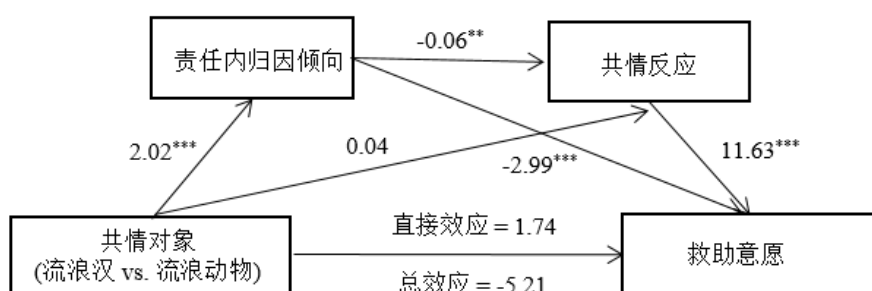 责任内归因倾向
-0.06**
共情反应
2.02***
0.04
-2.99***
11.63***
共情对象
(流浪汉 vs. 流浪动物)
直接效应 = 1.74
救助意愿
总效应 = -5.21